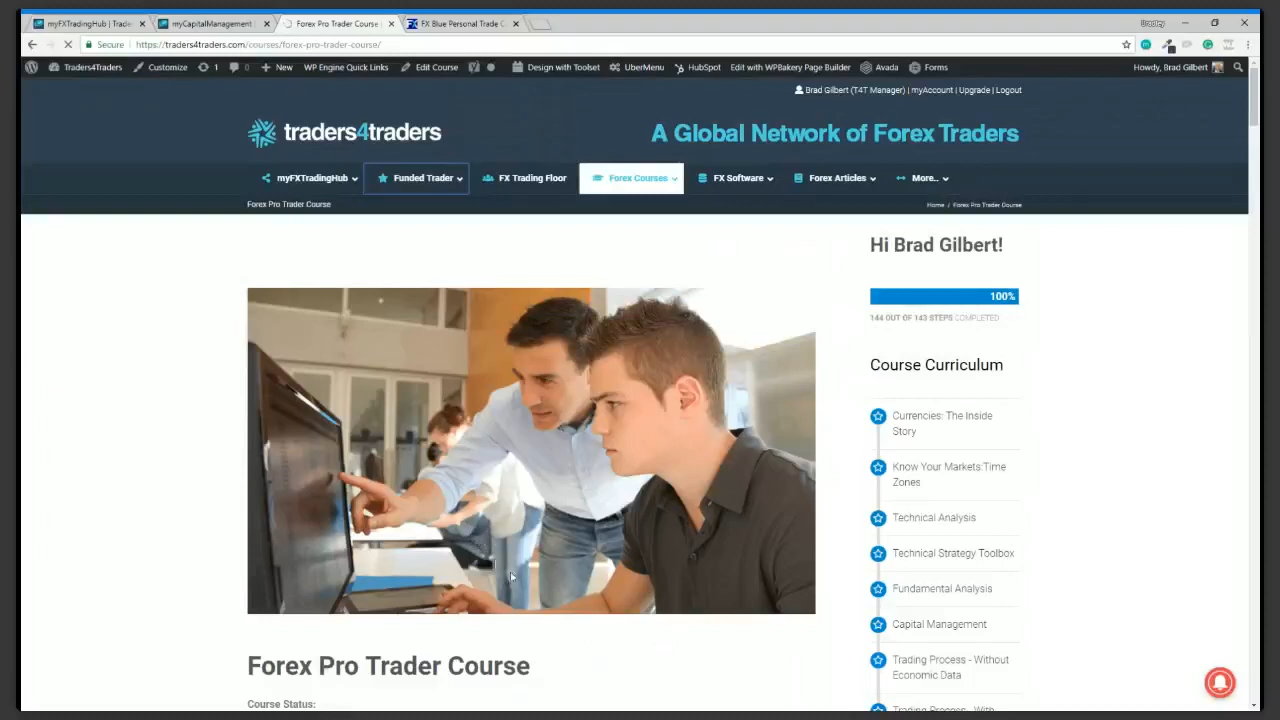 myFXTradingHub | Trade
myCapitalManagement |
Forex Pro Trader Course
FX Blue Personal Trade C
Bradley
Secure
https://traders4traders.com/courses/forex-pro-trader-course/
Traders4Traders
Customize
1
0
New
WP Engine Quick Links
Edit Course
Design with Toolset
UberMenu
HubSpot
Edit with WPBakery Page Builder
Avada
Forms
Howdy, Brad Gilbert
Brad Gilbert (T4T Manager) | myAccount | Upgrade | Logout
traders4traders
A Global Network of Forex Traders
myFXTradingHub
Funded Trader
FX Trading Floor
Forex Courses
FX Software
Forex Articles
More..
Forex Pro Trader Course
Home / Forex Pro Trader Course
Hi Brad Gilbert!
100%
144 OUT OF 143 STEPS COMPLETED
Course Curriculum
Currencies: The Inside
Story
Know Your Markets:Time
Zones
Technical Analysis
Technical Strategy Toolbox
Fundamental Analysis
Capital Management
Trading Process - Without
Economic Data
Trading Process - With
Forex Pro Trader Course
Course Status: